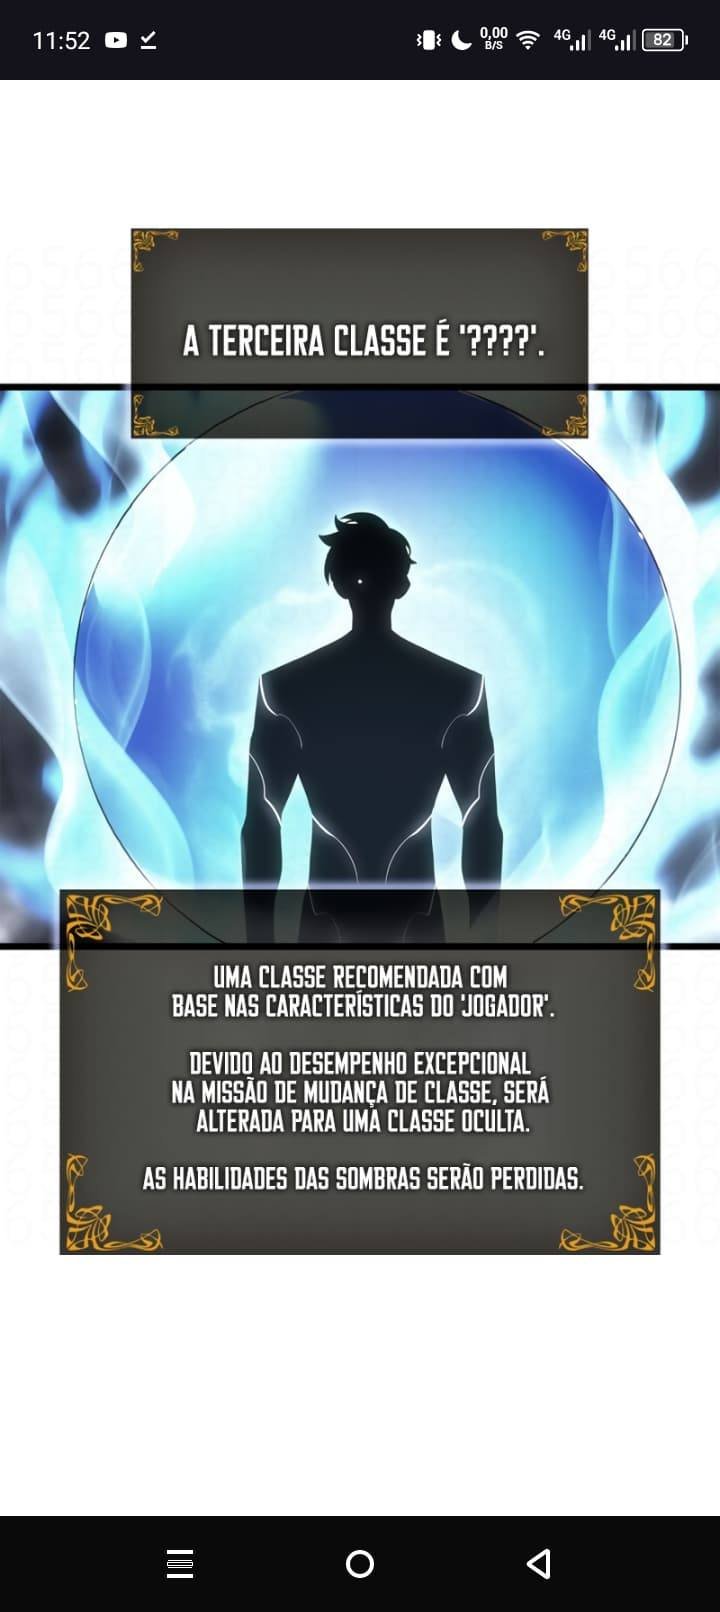 11:52
0,00
B/S
4G
4G
82
A TERCEIRA CLASSE É '????'.
UMA CLASSE RECOMENDADA COM
BASE NAS CARACTERÍSTICAS DO 'JOGADOR'.
DEVIDO AO DESEMPENHO EXCEPCIONAL
NA MISSÃO DE MUDANÇA DE CLASSE, SERÁ
ALTERADA PARA UMA CLASSE OCULTA.
AS HABILIDADES DAS SOMBRAS SERÃO PERDIDAS.